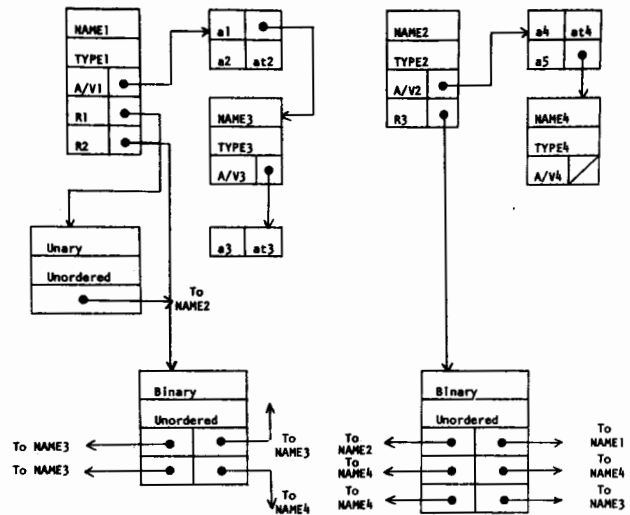 NAME1
TYPE1
A/V1
R1
R2
a1
a2 at2
NAME3
TYPE3
A/V3
a3 at3
Unary
Unordered
To
NAME2
NAME2
TYPE2
A/V2
R3
a4 at4
a5
NAME4
TYPE4
A/V4
Binary
Unordered
To NAME3
To NAME3
To
NAME3
To
NAME4
Binary
Unordered
To
NAME2
To
NAME4
To
NAME4
To
NAME1
To
NAME4
To
NAME3